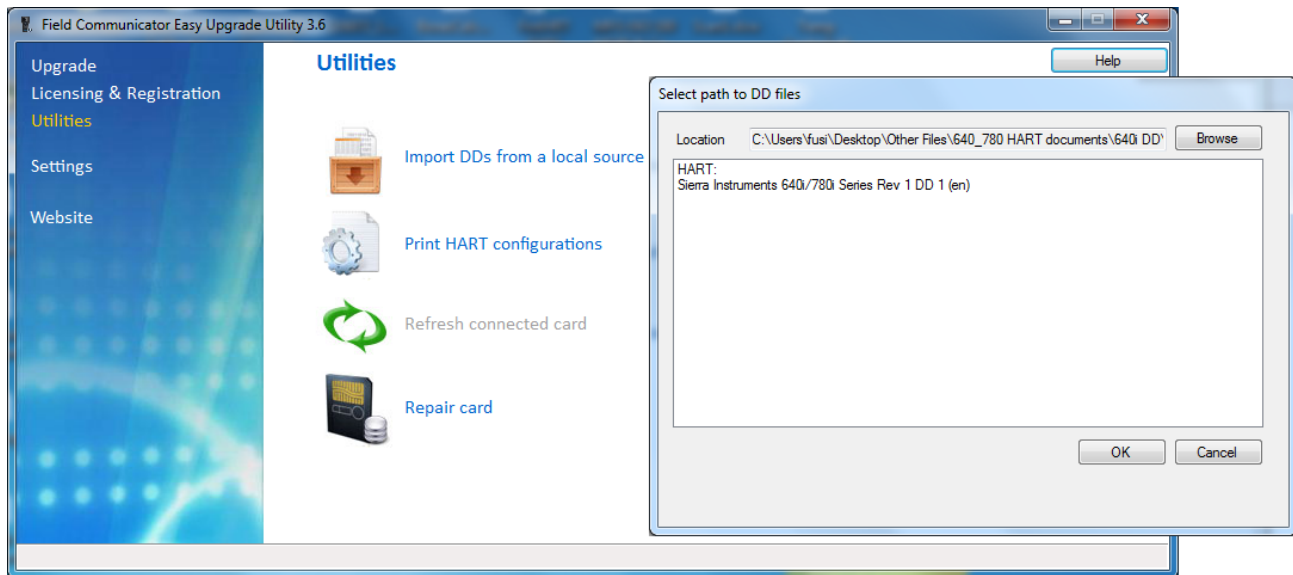 Field Communicator Easy Upgrade Utility 3.6
Upgrade
Licensing & Registration
Utilities
Settings
Website
Utilities
Help
Import DDs from a local source
Print HART configurations
Refresh connected card
Repair card
Select path to DD files
Location C:\Users\fusi\Desktop\Other Files\640_780 HART documents\640i DD\ Browse
HART:
Sierra Instruments 640i/780i Series Rev 1 DD 1 (en)
OK Cancel